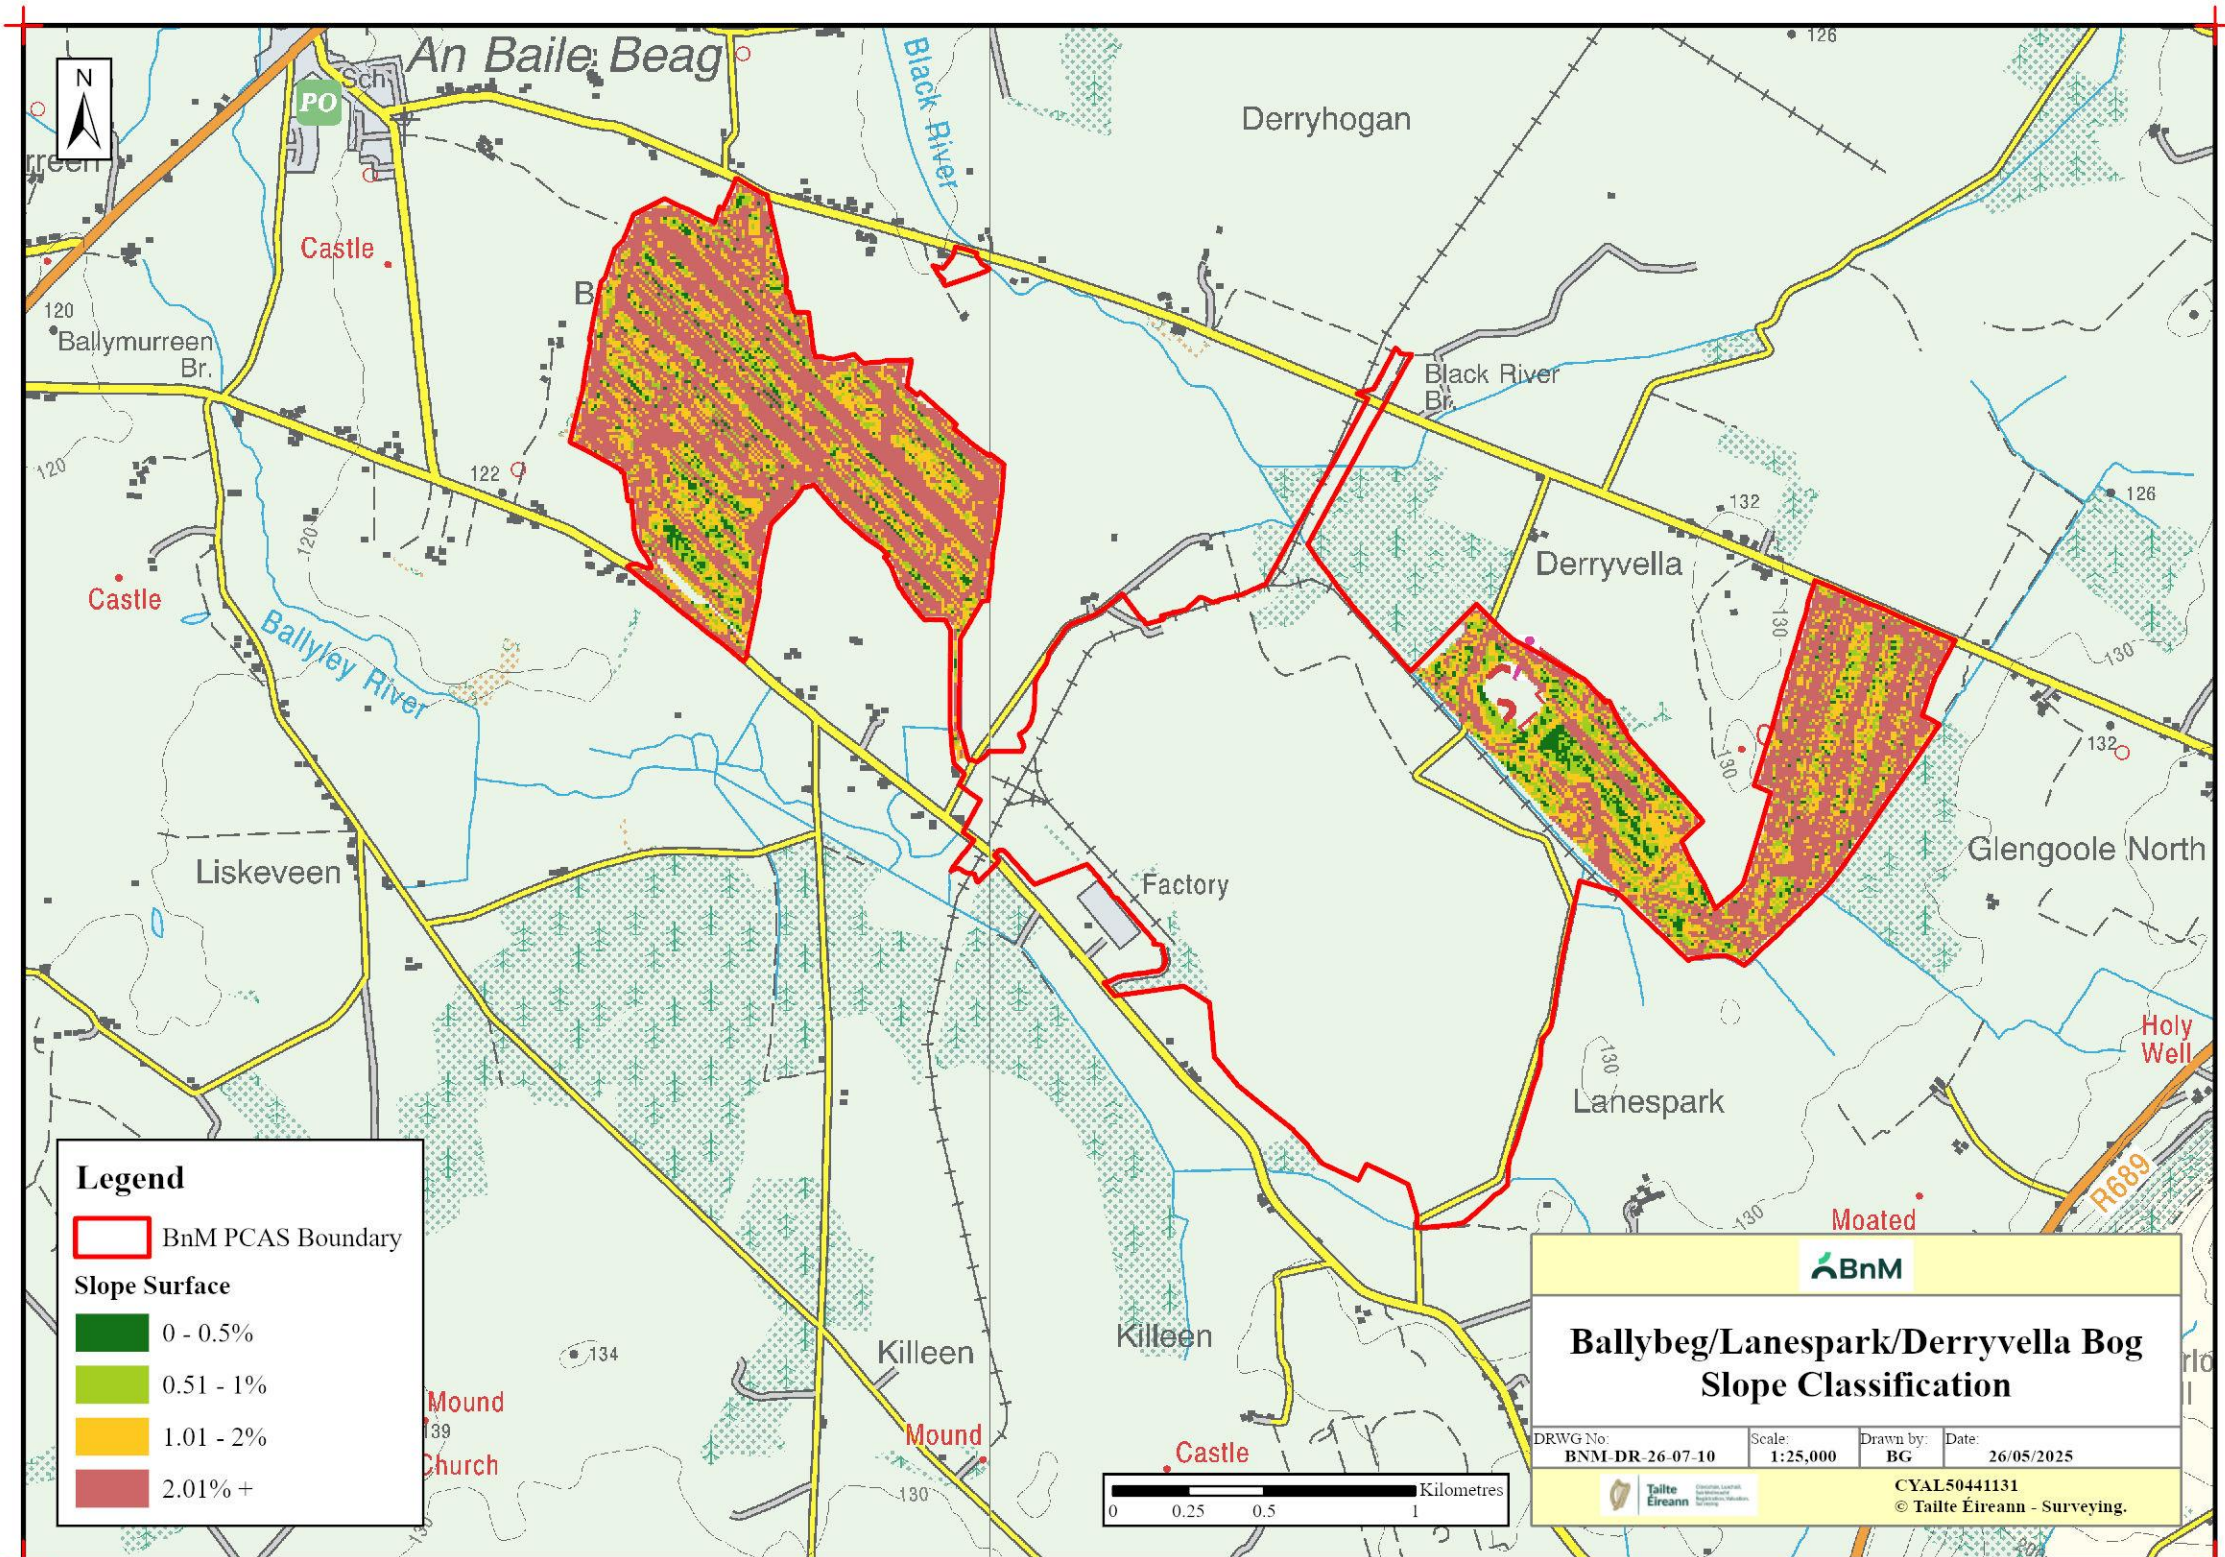 An Baile Beag
Sch
PO
N
rreen
Black River
Derryhogan
126
Castle
B
120
Ballymurreen
Br.
Black River
Br.
120
122
132
126
Derryvella
120
Castle
Ballyley River
130
130
132
130
Liskeveen
Factory
Glengoole North
Holy
Well
130
Lanespark
R689
Moated
130
Killeen
Killeen
134
Mound
139
Church
Mound
Castle
130
130
Legend
BnM PCAS Boundary
Slope Surface
0 - 0.5%
0.51 - 1%
1.01 - 2%
2.01% +
Kilometres
0 0.25 0.5 1
BnM
Ballybeg/Lanespark/Derryvella Bog
Slope Classification
DRWG No: Scale: Drawn by: Date:
BNM-DR-26-07-10 1:25,000 BG 26/05/2025
Tailte
Éireann
CYAL50441131
© Tailte Éireann - Surveying.